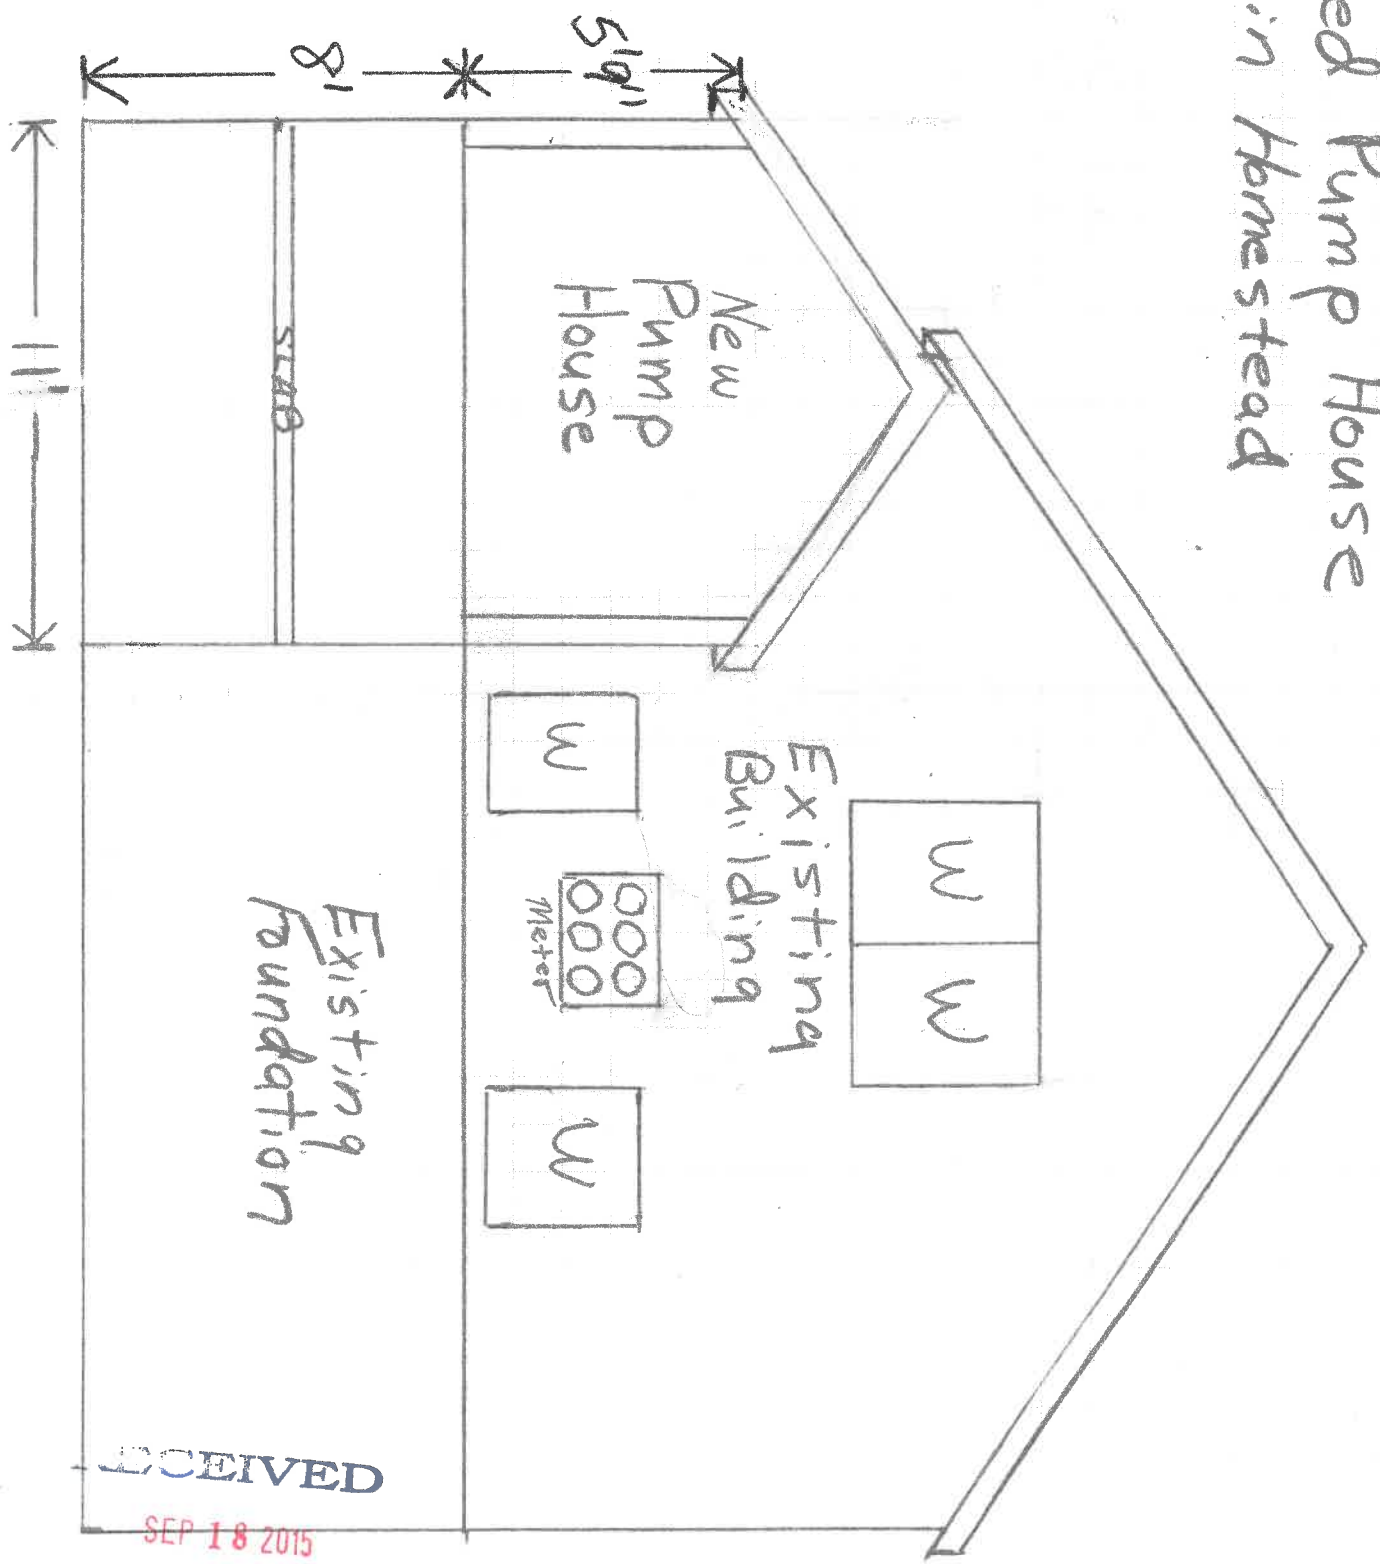 ed Pump House
in Homestead
New
Pump
House
5'9"
8'
11'
SLAB
Existing
Building
W
W
W
W
Meter
Existing
Foundation
ECEIVED
SEP 18 2015